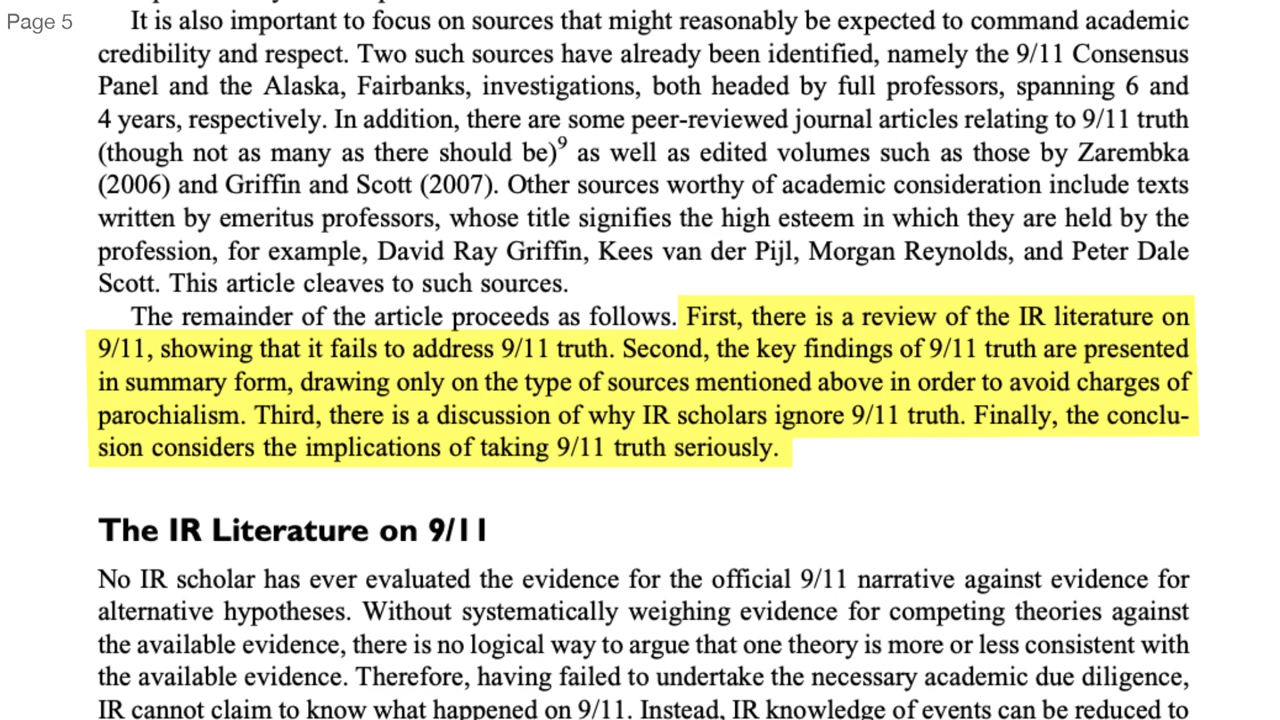 Page 5
It is also important to focus on sources that might reasonably be expected to command academic
credibility and respect. Two such sources have already been identified, namely the 9/11 Consensus
Panel and the Alaska, Fairbanks, investigations, both headed by full professors, spanning 6 and
4 years, respectively. In addition, there are some peer-reviewed journal articles relating to 9/11 truth
(though not as many as there should be)⁹ as well as edited volumes such as those by Zarembka
(2006) and Griffin and Scott (2007). Other sources worthy of academic consideration include texts
written by emeritus professors, whose title signifies the high esteem in which they are held by the
profession, for example, David Ray Griffin, Kees van der Pijl, Morgan Reynolds, and Peter Dale
Scott. This article cleaves to such sources.
The remainder of the article proceeds as follows. First, there is a review of the IR literature on
9/11, showing that it fails to address 9/11 truth. Second, the key findings of 9/11 truth are presented
in summary form, drawing only on the type of sources mentioned above in order to avoid charges of
parochialism. Third, there is a discussion of why IR scholars ignore 9/11 truth. Finally, the conclu-
sion considers the implications of taking 9/11 truth seriously.
The IR Literature on 9/11
No IR scholar has ever evaluated the evidence for the official 9/11 narrative against evidence for
alternative hypotheses. Without systematically weighing evidence for competing theories against
the available evidence, there is no logical way to argue that one theory is more or less consistent with
the available evidence. Therefore, having failed to undertake the necessary academic due diligence,
IR cannot claim to know what happened on 9/11. Instead, IR knowledge of events can be reduced to